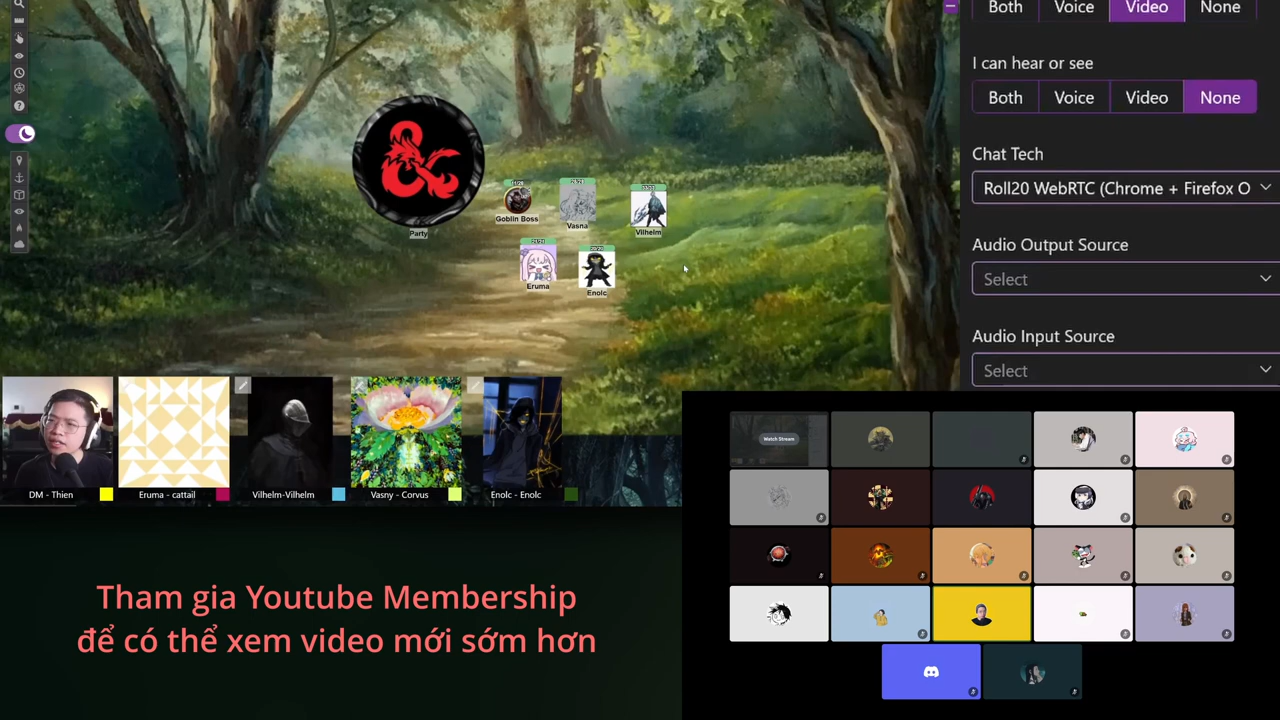 Both Voice Video None
I can hear or see
Both Voice Video None
Chat Tech
Roll20 WebRTC (Chrome + Firefox O
Audio Output Source
Select
Audio Input Source
Select
Party
Goblin Boss
Vasna
Vilhelm
Eruma
Enolc
DM - Thien
Eruma - cattail
Vilhelm-Vilhelm
Vasny - Corvus
Enolc - Enolc
Watch Stream
Tham gia Youtube Membership
để có thể xem video mới sớm hơn